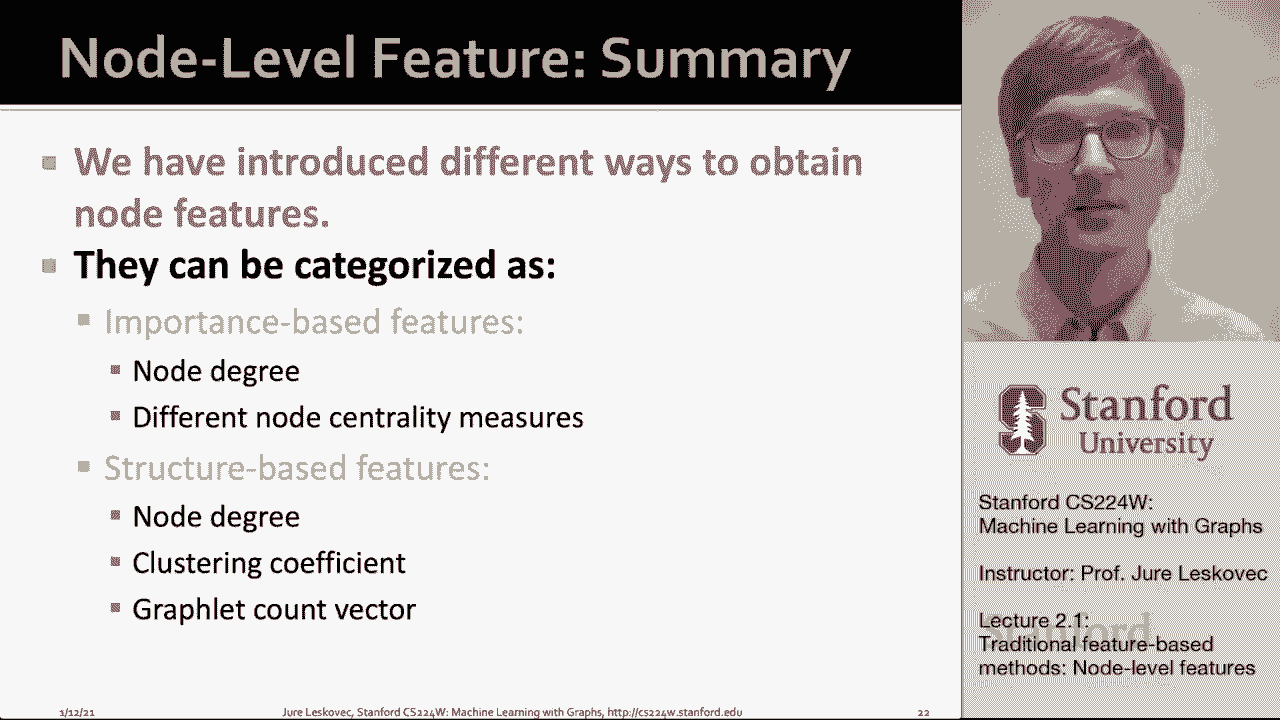 Node-Level Feature: Summary
We have introduced different ways to obtain
node features.
They can be categorized as:
Importance-based features:
Node degree
Different node centrality measures
Structure-based features:
Node degree
Clustering coefficient
Graphlet count vector
1/12/21
Jure Leskovec, Stanford CS224W: Machine Learning with Graphs, http://cs224w.stanford.edu
22
Stanford
University
Stanford CS224W:
Machine Learning with Graphs
Instructor: Prof. Jure Leskovec
Lecture 2.1:
Traditional feature-based
methods: Node-level features
Stanford